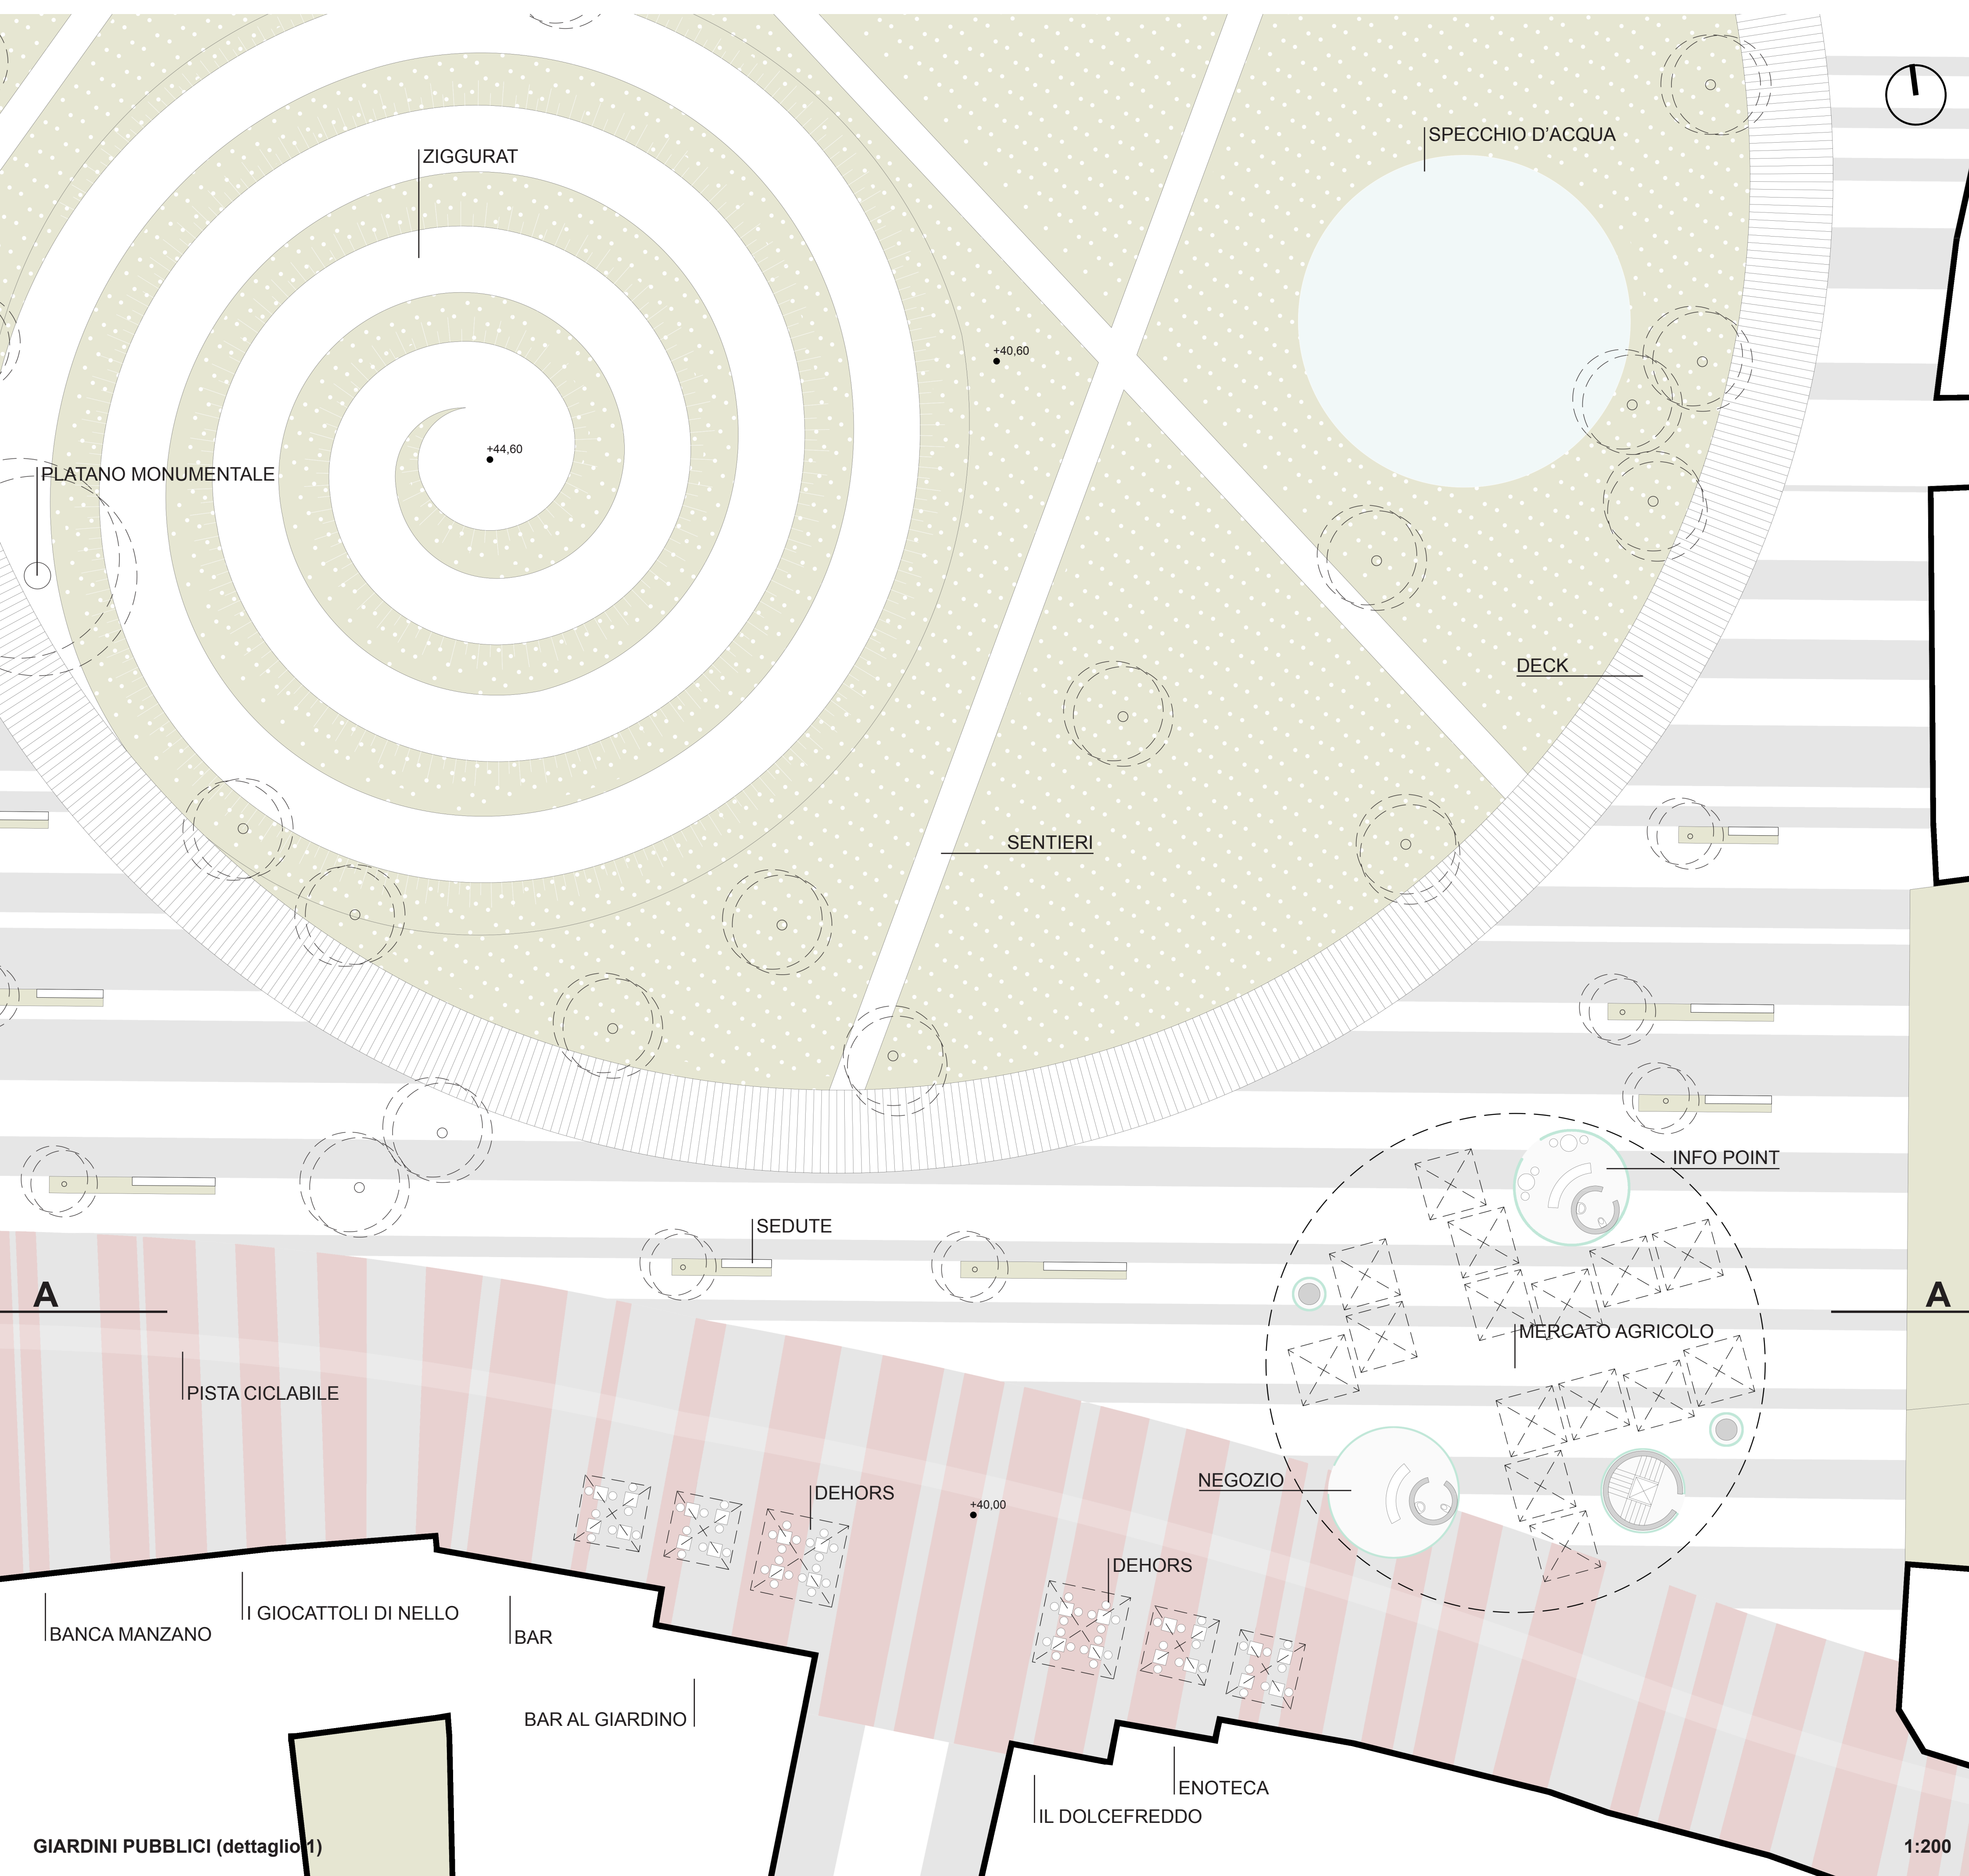 SPECCHIO D'ACQUA
ZIGGURAT
+40,60
+44,60
PLATANO MONUMENTALE
DECK
SENTIERI
INFO POINT
SEDUTE
A
A
MERCATO AGRICOLO
PISTA CICLABILE
NEGOZIO
DEHORS
+40,00
DEHORS
I GIOCATTOLI DI NELLO
BANCA MANZANO
BAR
BAR AL GIARDINO
ENOTECA
IL DOLCEFREDDO
GIARDINI PUBBLICI (dettaglio 1)
1:200